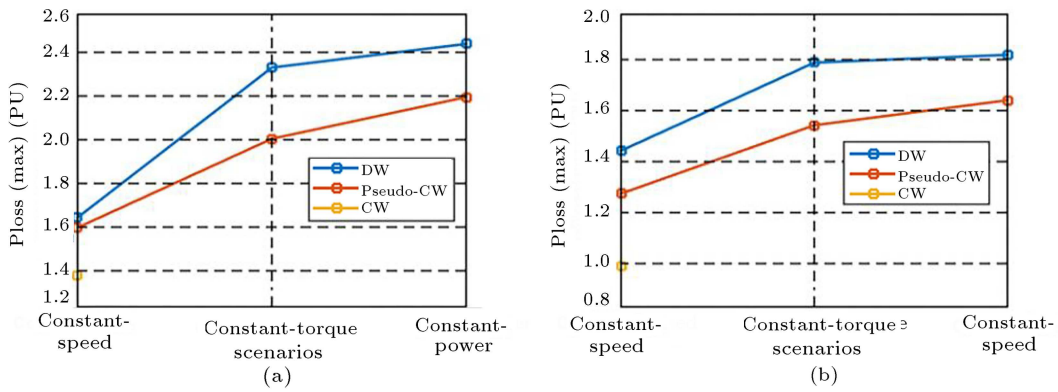 Ploss (max) (PU)
2.6
2.4
2.2
2.0
1.8
1.6
1.4
1.2
DW
Pseudo-CW
CW
Constant-
speed
Constant-torque
scenarios
Constant-
power
(a)
Ploss (max) (PU)
2.0
1.8
1.6
1.4
1.2
1.0
0.8
DW
Pseudo-CW
CW
Constant-
speed
Constant-torque
scenarios
Constant-
speed
(b)